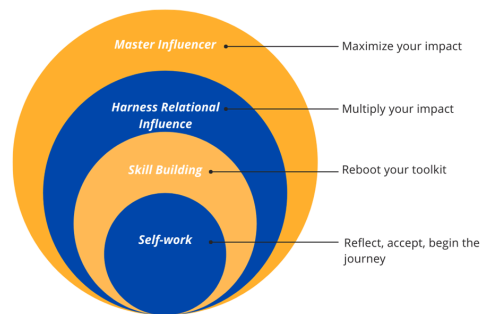 Master Influencer
Maximize your impact
Harness Relational
Influence
Multiply your impact
Skill Building
Reboot your toolkit
Self-work
Reflect, accept, begin the
journey